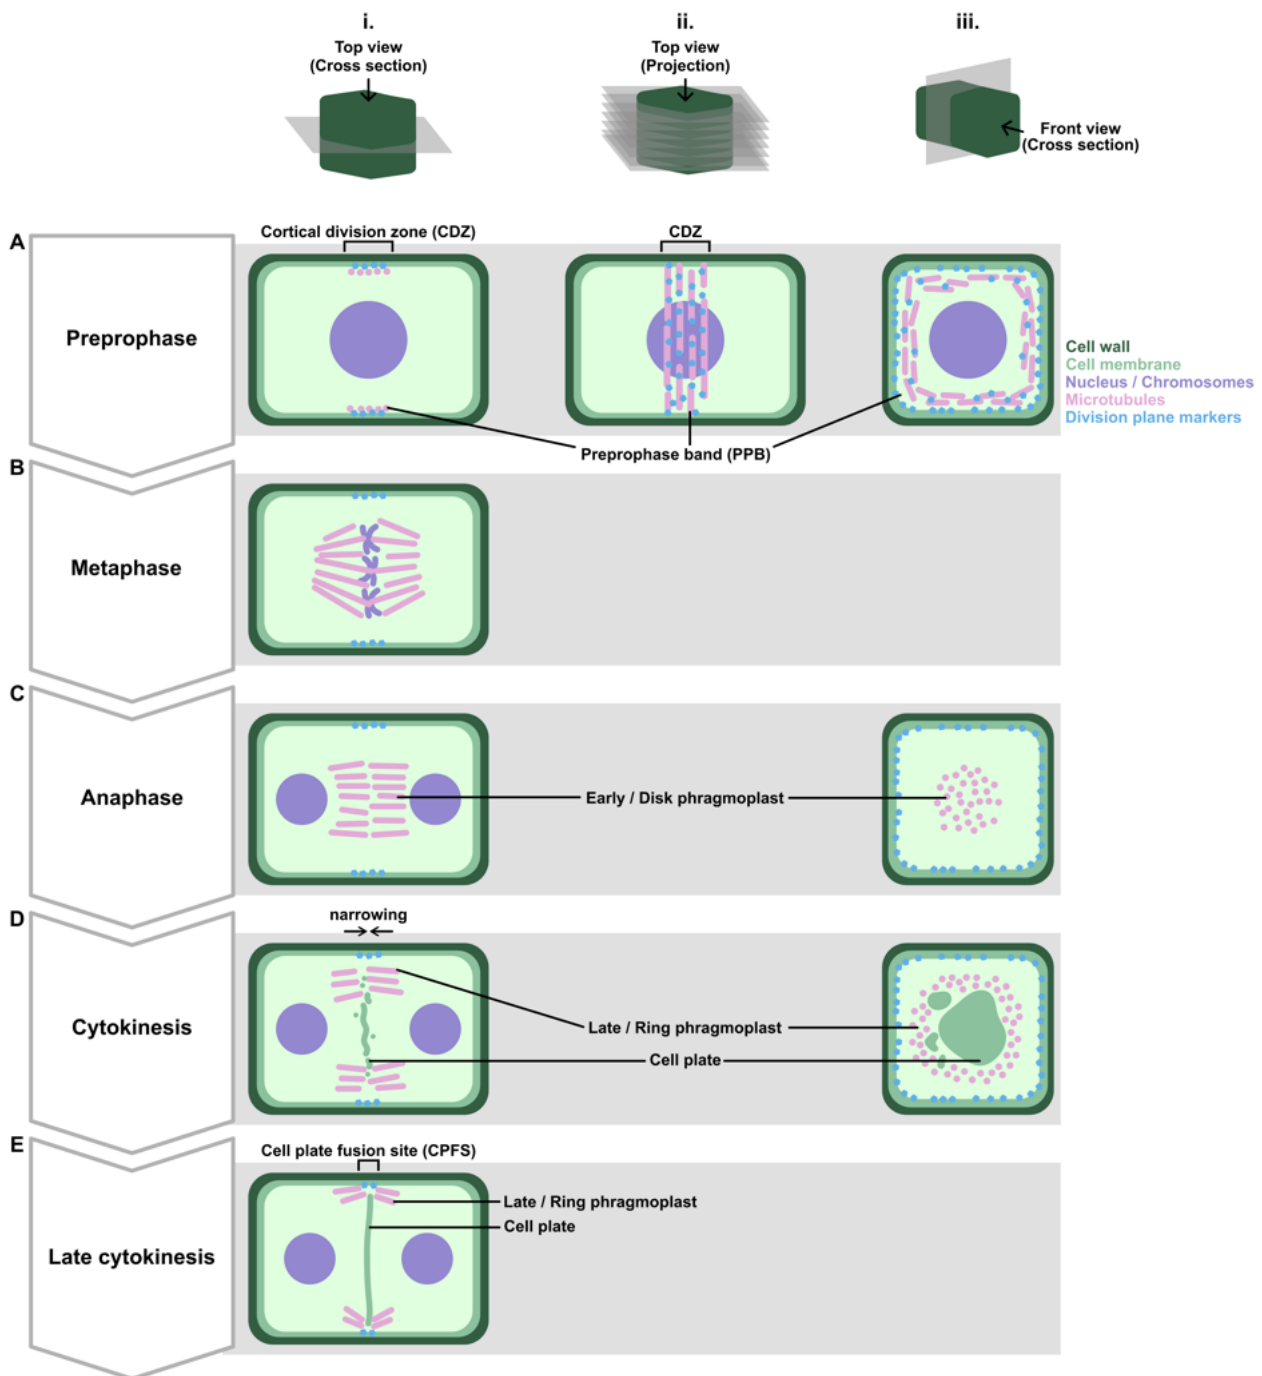 i.
ii.
iii.
Top view
(Cross section)
Top view
(Projection)
Front view
(Cross section)
A
Cortical division zone (CDZ)
CDZ
Preprophase
Cell wall
Cell membrane
Nucleus / Chromosomes
Microtubules
Division plane markers
Preprophase band (PPB)
B
Metaphase
C
Anaphase
Early / Disk phragmoplast
D
narrowing
Cytokinesis
Late / Ring phragmoplast
Cell plate
E
Cell plate fusion site (CPFS)
Late / Ring phragmoplast
Cell plate
Late cytokinesis